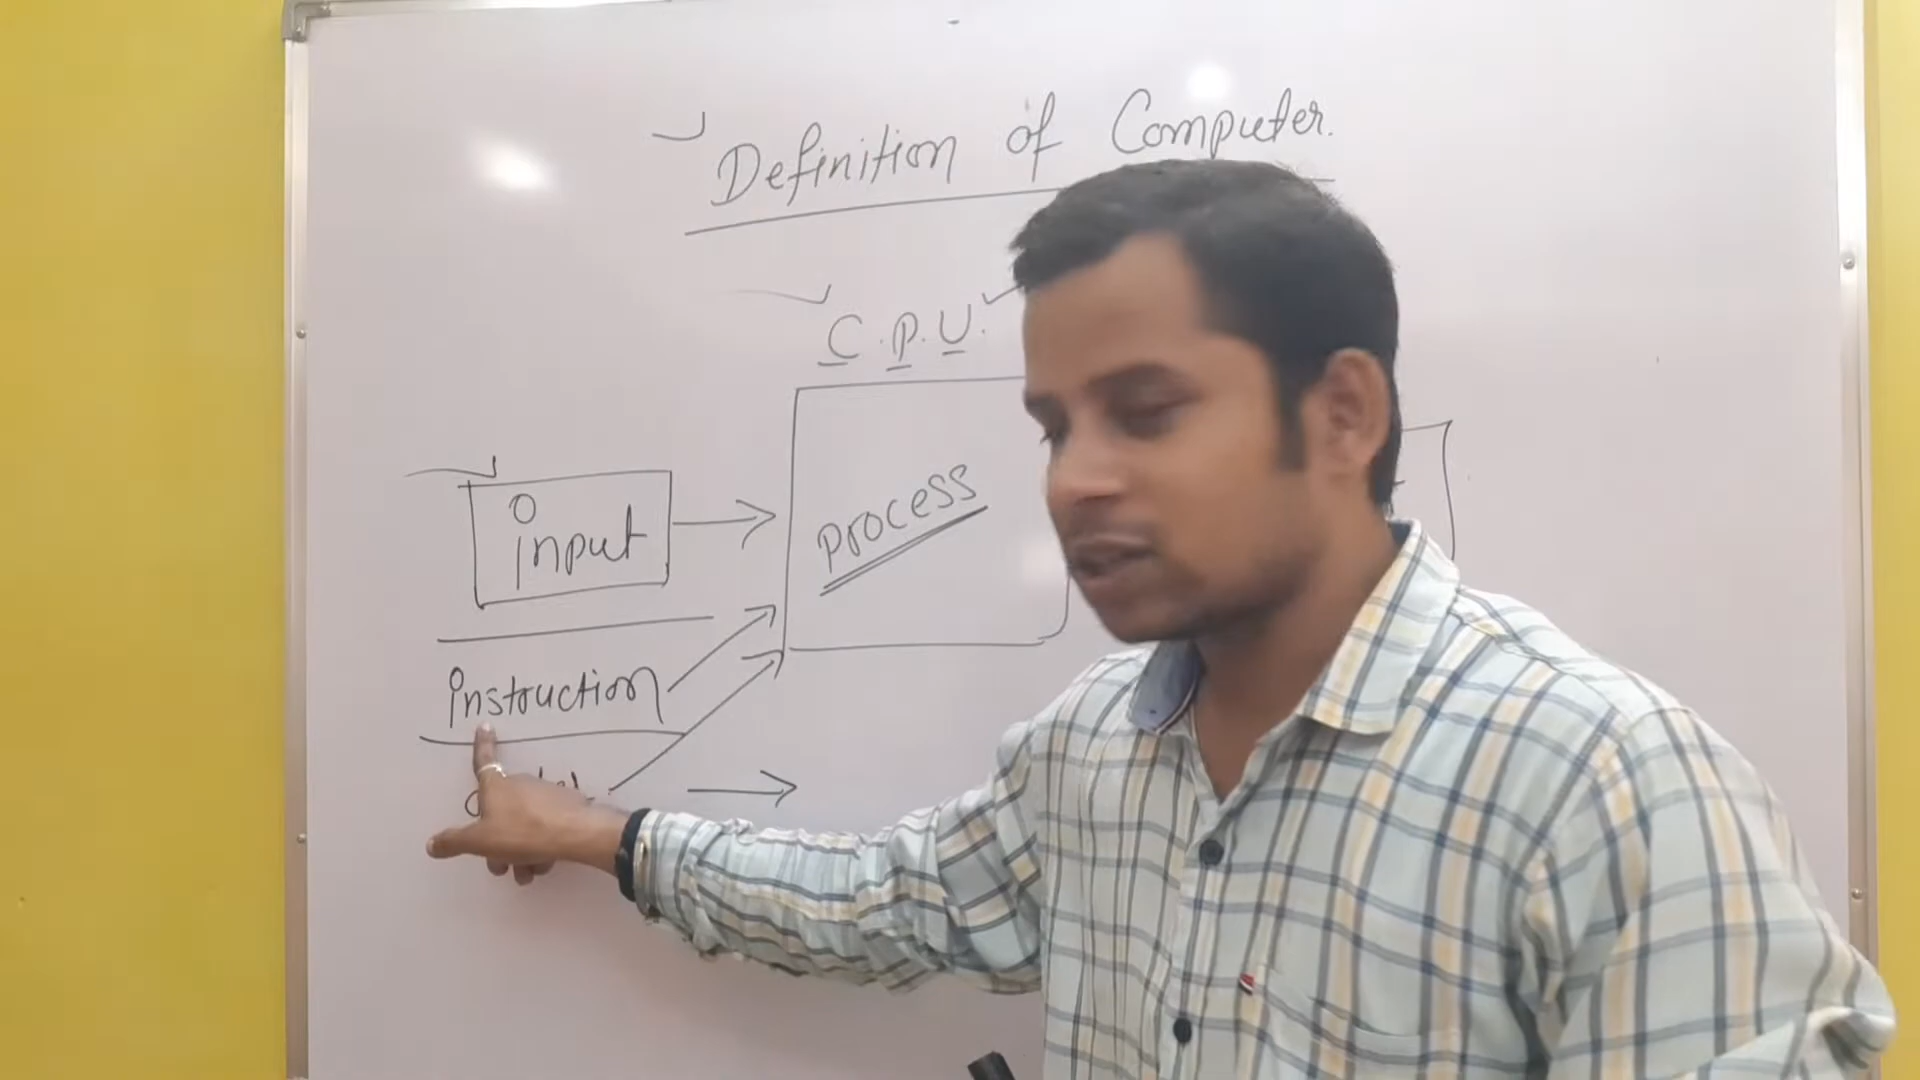 Definition of Computer.
C.P.U.
input
process
instruction